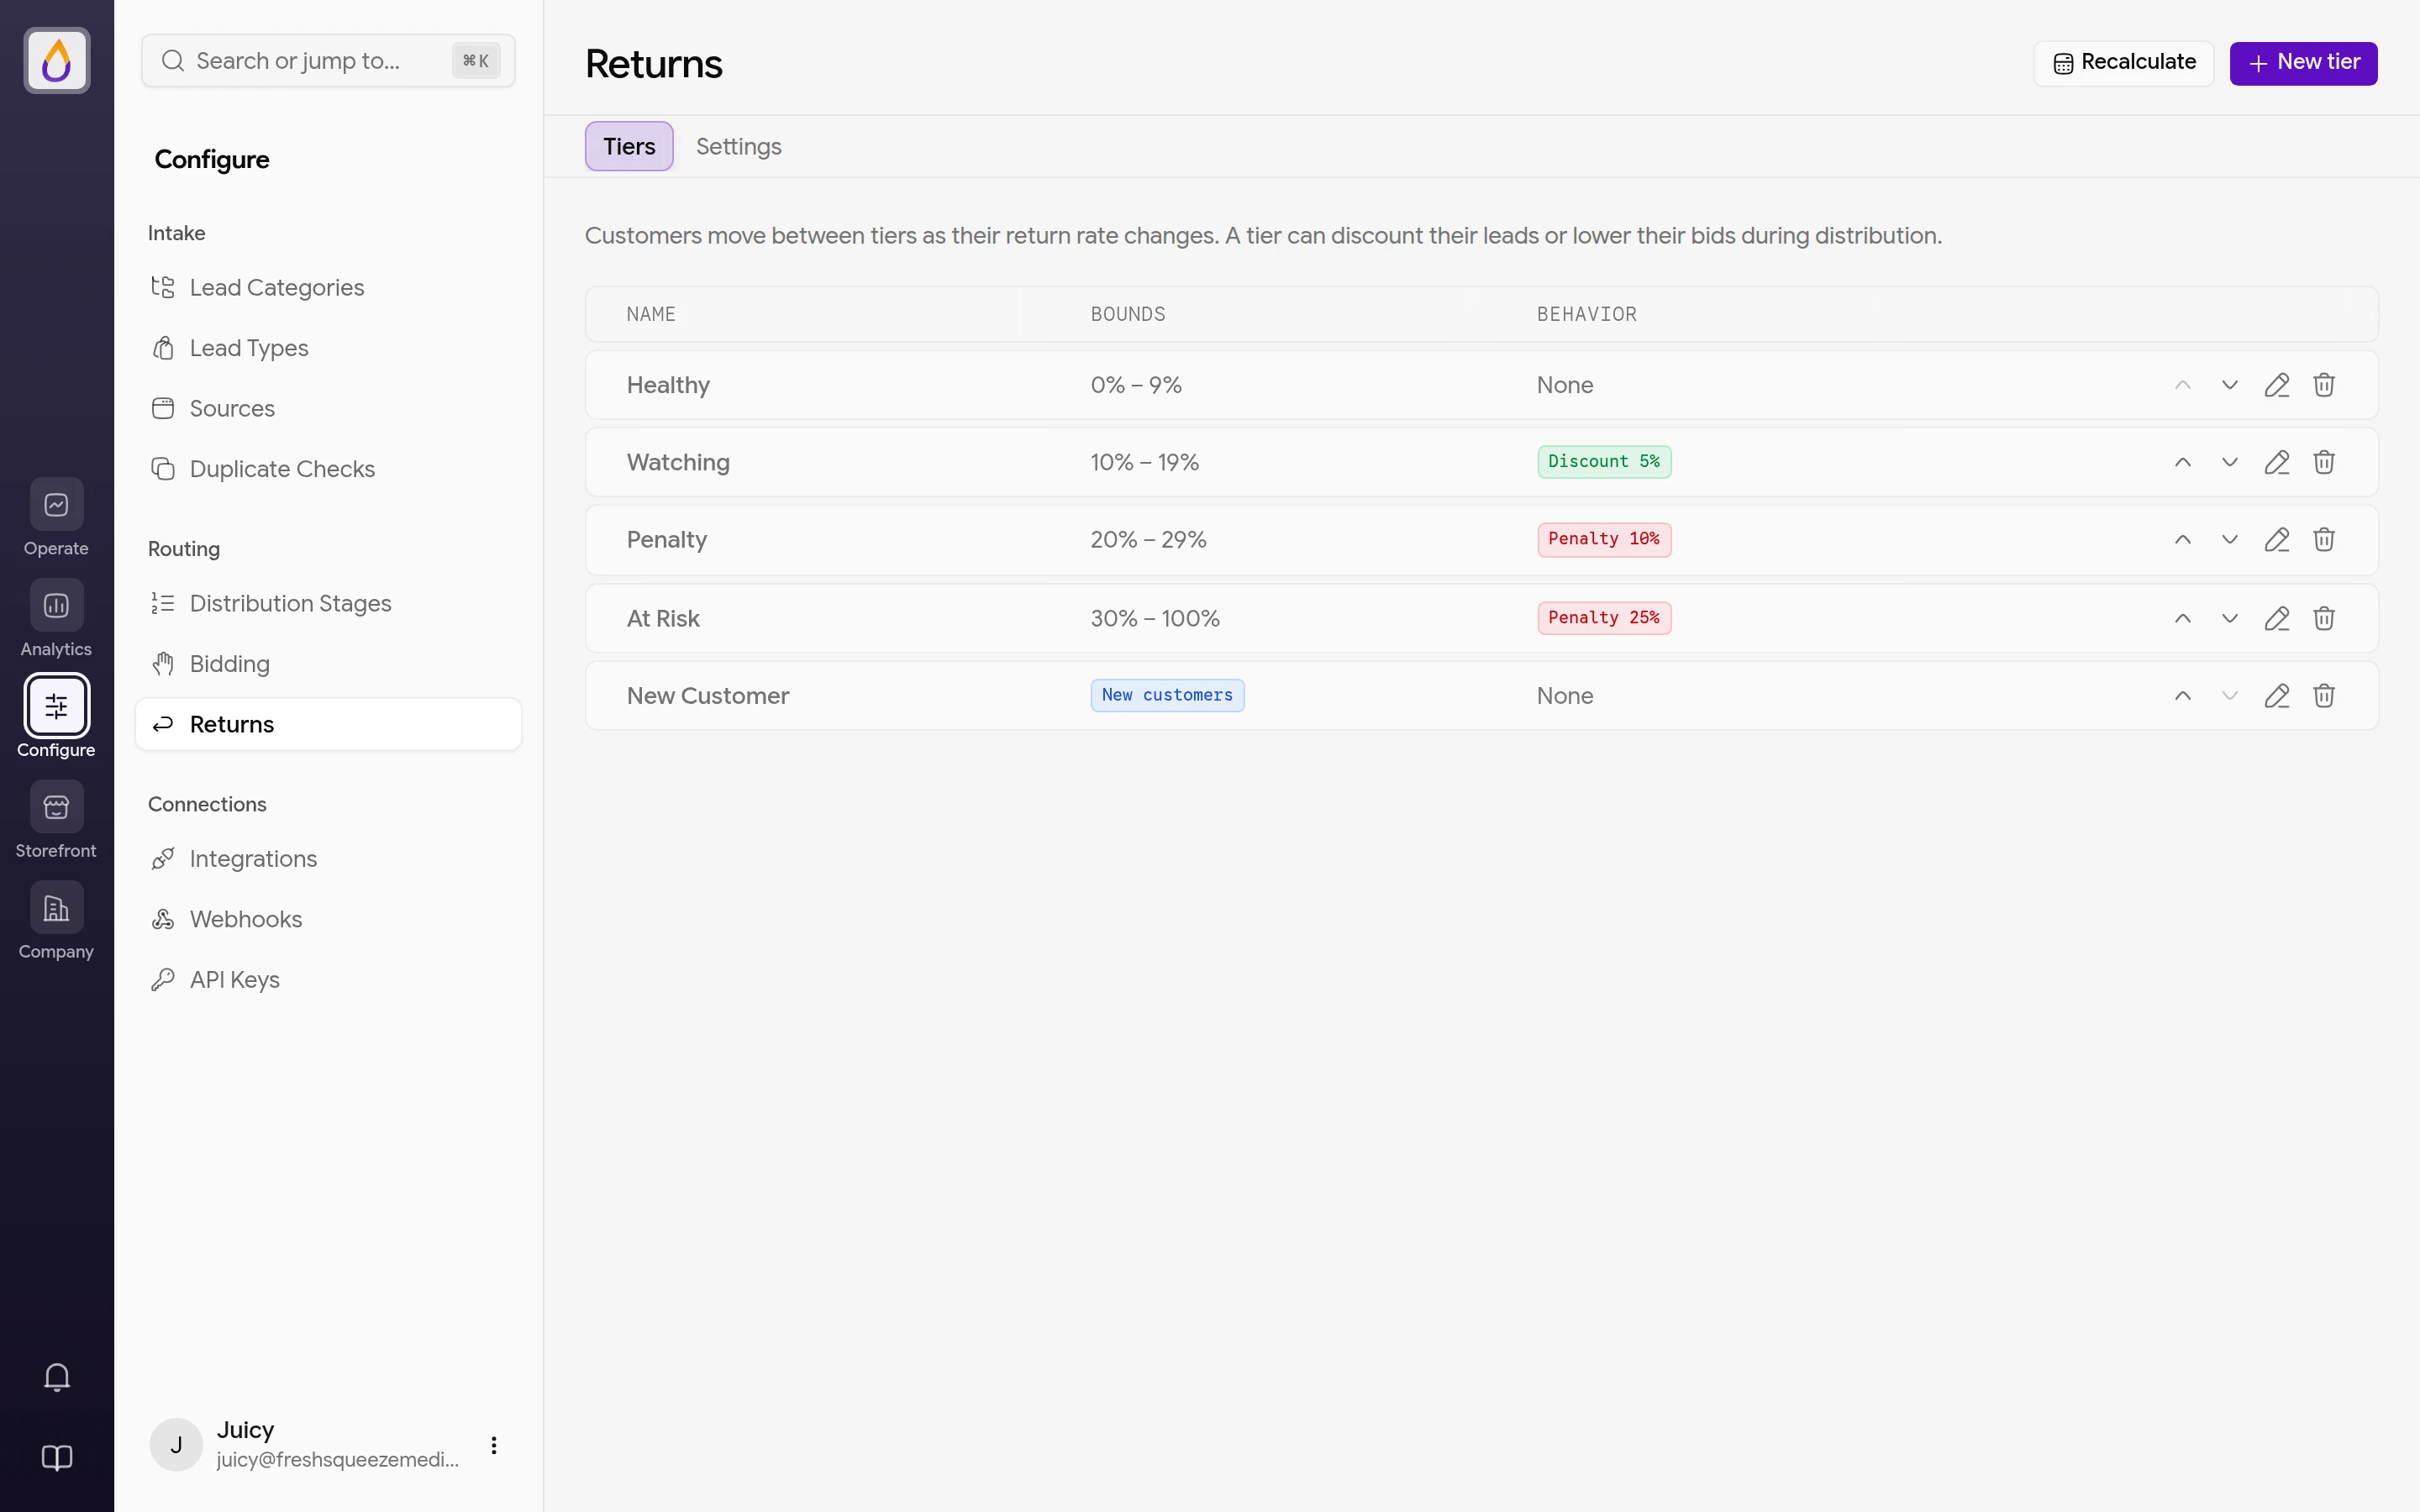 Search or jump to...
⌘K
Configure
Intake
Lead Categories
Lead Types
Sources
Duplicate Checks
Routing
Distribution Stages
Bidding
Returns
Connections
Integrations
Webhooks
API Keys
Operate
Analytics
Configure
Storefront
Company
J
Juicy
juicy@freshsqueezemedi...
Returns
Recalculate
New tier
Tiers
Settings
Customers move between tiers as their return rate changes. A tier can discount their leads or lower their bids during distribution.
NAME BOUNDS BEHAVIOR
Healthy 0% – 9% None
Watching 10% – 19% Discount 5%
Penalty 20% – 29% Penalty 10%
At Risk 30% – 100% Penalty 25%
New Customer New customers None